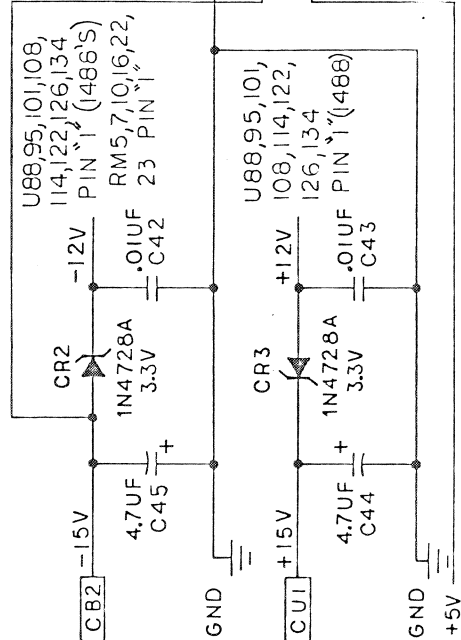 U88,95,101,108,
114,122,126,134
PIN "1" (1486'S)
RM5,7,10,16,22,
23 PIN "1"
CB2
-15V
CR2
-12V
1N4728A
3.3V
4.7UF
C45
+
.01UF
C42
GND
U88,95,101,
108,114,122,
126,134
PIN "1" (1488)
CU1
+15V
CR3
+12V
1N4728A
3.3V
4.7UF
C44
+
.01UF
C43
GND
+5V